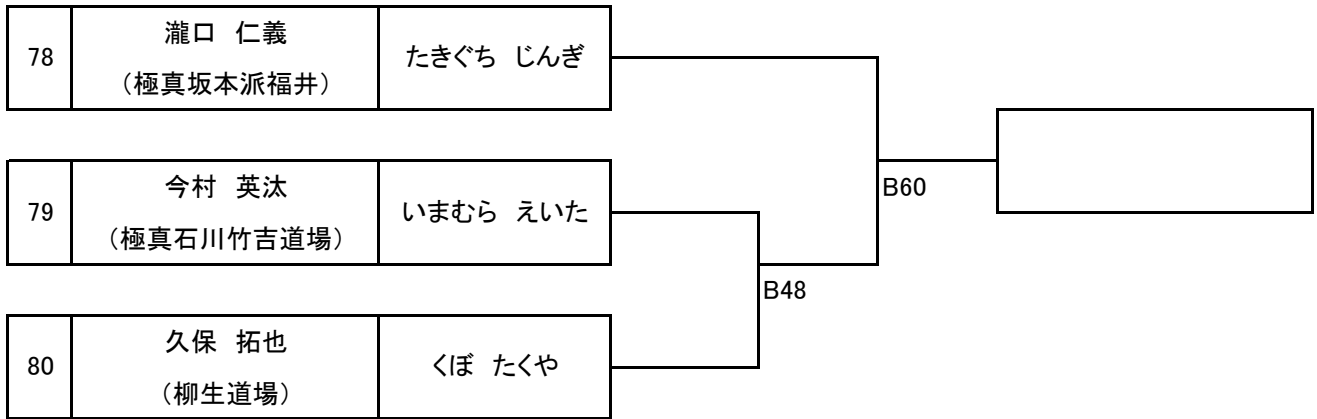 78
瀧口 仁義
（極真坂本派福井）
たきぐち じんぎ
79
今村 英汰
（極真石川竹吉道場）
いまむら えいた
80
久保 拓也
（柳生道場）
くぼ たくや
B60
B48